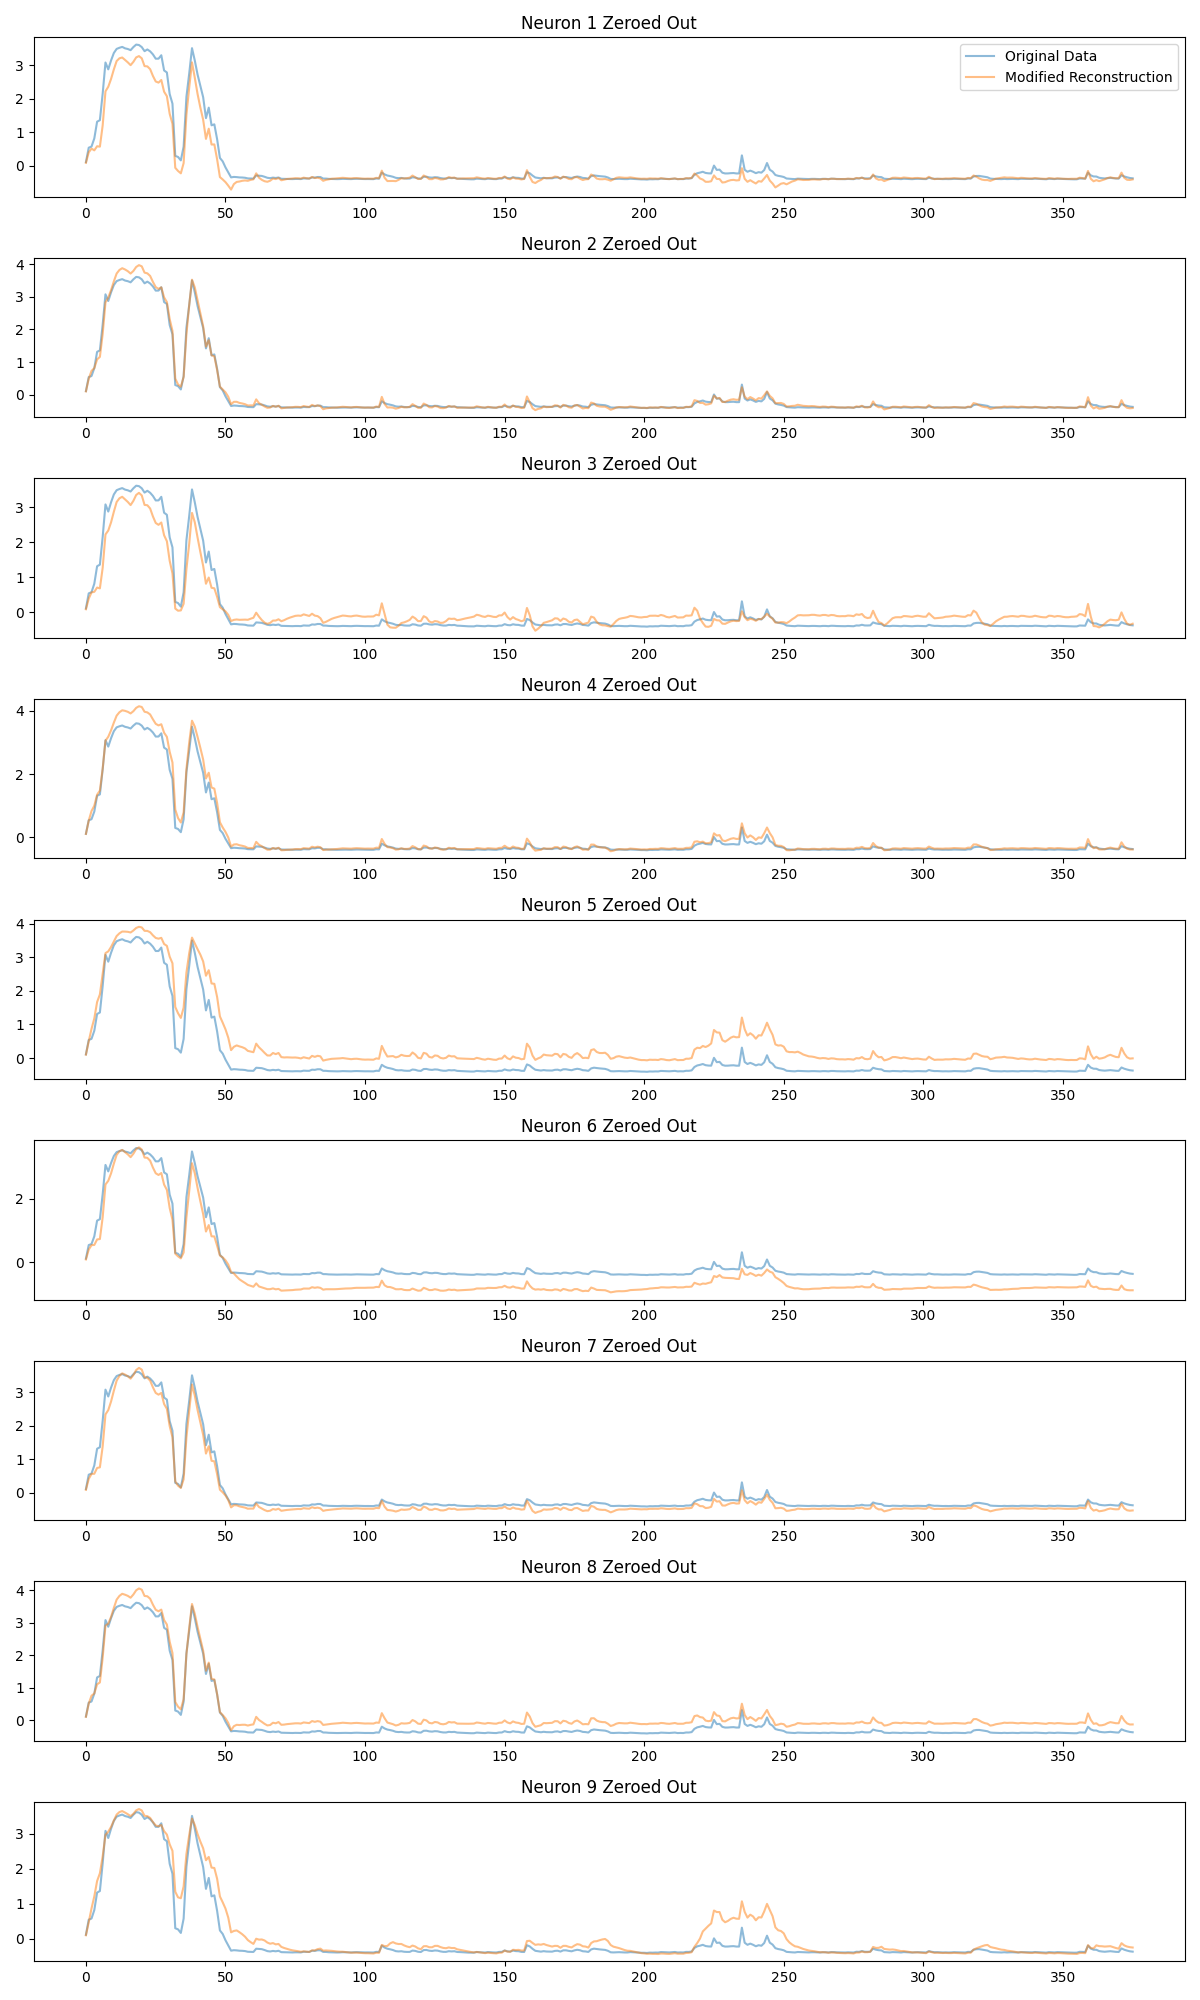 Neuron 1 Zeroed Out
Original Data
Modified Reconstruction
3
2
1
0
0 50 100 150 200 250 300 350
Neuron 2 Zeroed Out
4
3
2
1
0
0 50 100 150 200 250 300 350
Neuron 3 Zeroed Out
3
2
1
0
0 50 100 150 200 250 300 350
Neuron 4 Zeroed Out
4
2
0
0 50 100 150 200 250 300 350
Neuron 5 Zeroed Out
4
3
2
1
0
0 50 100 150 200 250 300 350
Neuron 6 Zeroed Out
2
0
0 50 100 150 200 250 300 350
Neuron 7 Zeroed Out
3
2
1
0
0 50 100 150 200 250 300 350
Neuron 8 Zeroed Out
4
3
2
1
0
0 50 100 150 200 250 300 350
Neuron 9 Zeroed Out
3
2
1
0
0 50 100 150 200 250 300 350